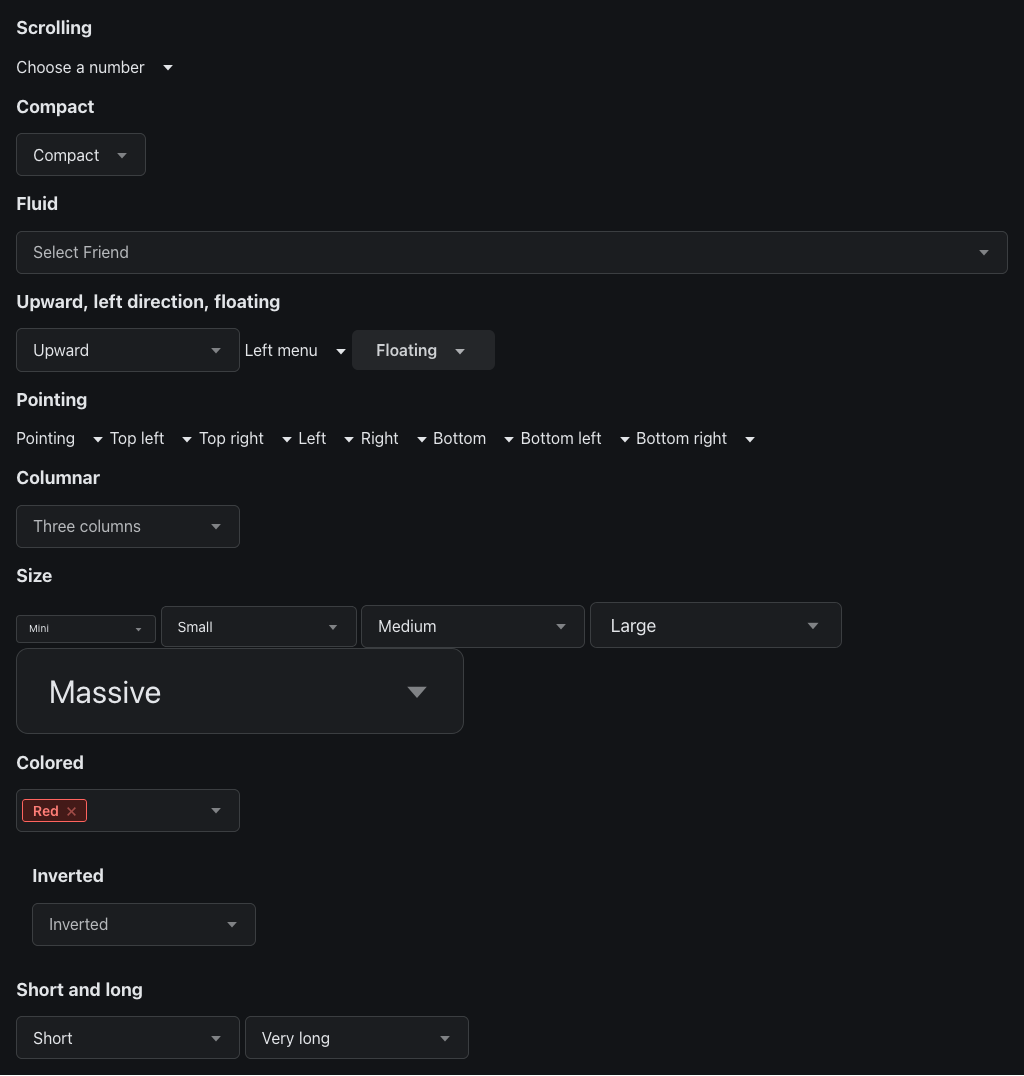 Scrolling
Choose a number
Compact
Compact
Fluid
Select Friend
Upward, left direction, floating
Upward Left menu Floating
Pointing
Pointing Top left Top right Left Right Bottom Bottom left Bottom right
Columnar
Three columns
Size
Mini Small Medium Large
Massive
Colored
Red
Inverted
Inverted
Short and long
Short Very long